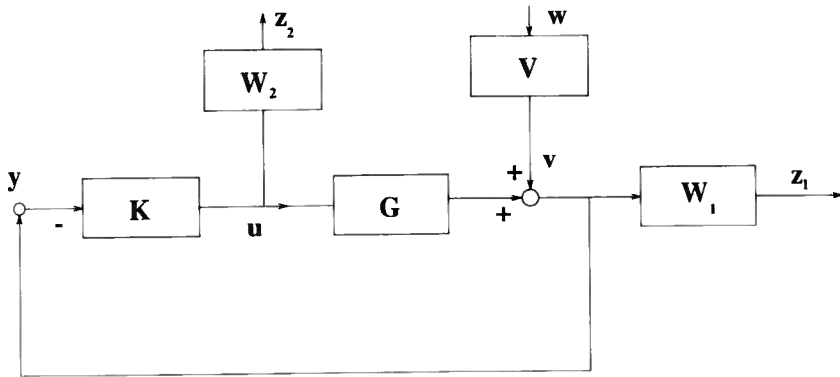 z₂
w
W₂
V
+
v
y
K
G
W₁
z₁
-
u
+